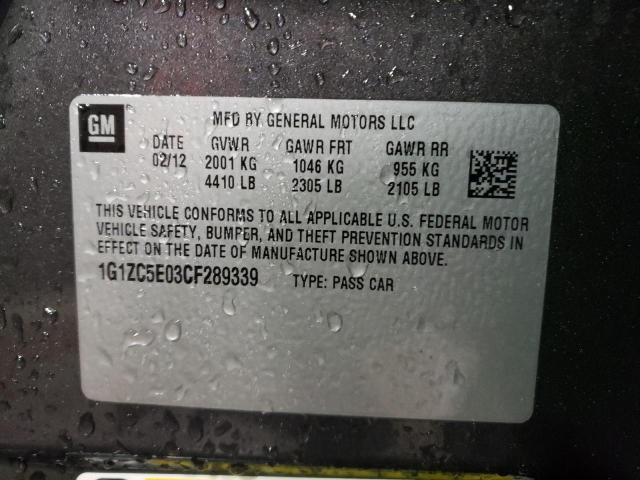 GM
MFD BY GENERAL MOTORS LLC
DATE GVWR GAWR FRT GAWR RR
02/12 2001 KG 1046 KG 955 KG
4410 LB 2305 LB 2105 LB
THIS VEHICLE CONFORMS TO ALL APPLICABLE U.S. FEDERAL MOTOR
VEHICLE SAFETY, BUMPER, AND THEFT PREVENTION STANDARDS IN
EFFECT ON THE DATE OF MANUFACTURE SHOWN ABOVE.
1G1ZC5E03CF289339 TYPE: PASS CAR